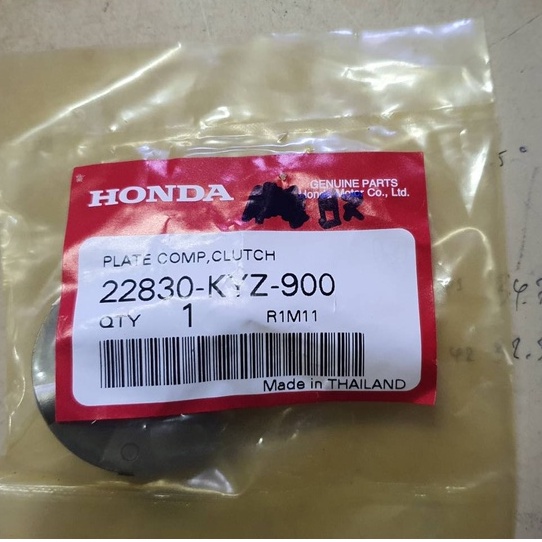 HONDA
GENUINE PARTS
Honda Motor Co., Ltd.
PLATE COMP,CLUTCH
22830-KYZ-900
QTY 1 R1M11
Made in THAILAND
5°